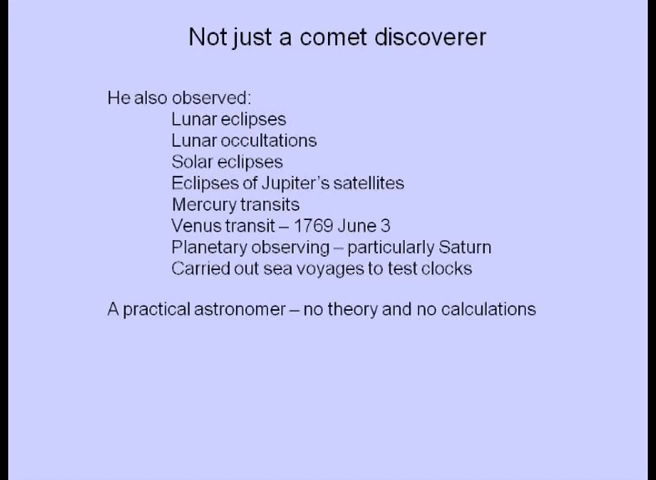 Not just a comet discoverer
He also observed:
Lunar eclipses
Lunar occultations
Solar eclipses
Eclipses of Jupiter's satellites
Mercury transits
Venus transit – 1769 June 3
Planetary observing – particularly Saturn
Carried out sea voyages to test clocks
A practical astronomer – no theory and no calculations